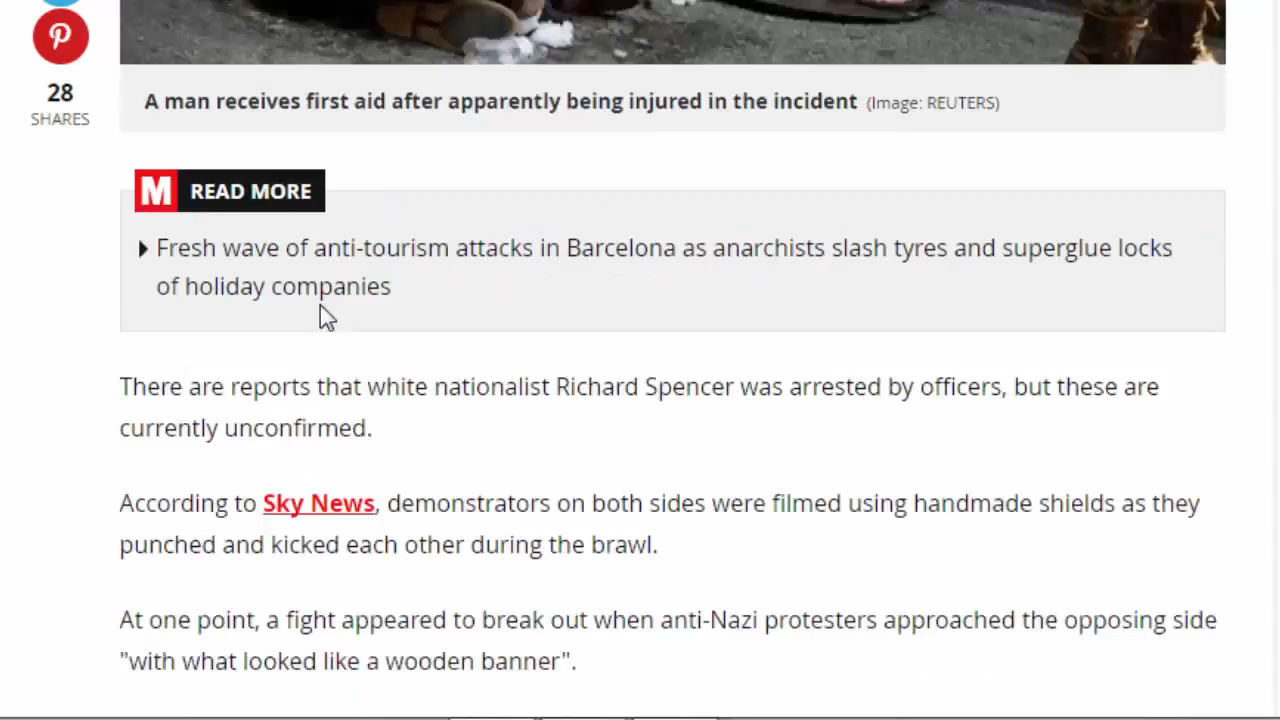 28
SHARES
A man receives first aid after apparently being injured in the incident (Image: REUTERS)
M READ MORE
Fresh wave of anti-tourism attacks in Barcelona as anarchists slash tyres and superglue locks
of holiday companies
There are reports that white nationalist Richard Spencer was arrested by officers, but these are
currently unconfirmed.
According to Sky News, demonstrators on both sides were filmed using handmade shields as they
punched and kicked each other during the brawl.
At one point, a fight appeared to break out when anti-Nazi protesters approached the opposing side
"with what looked like a wooden banner".